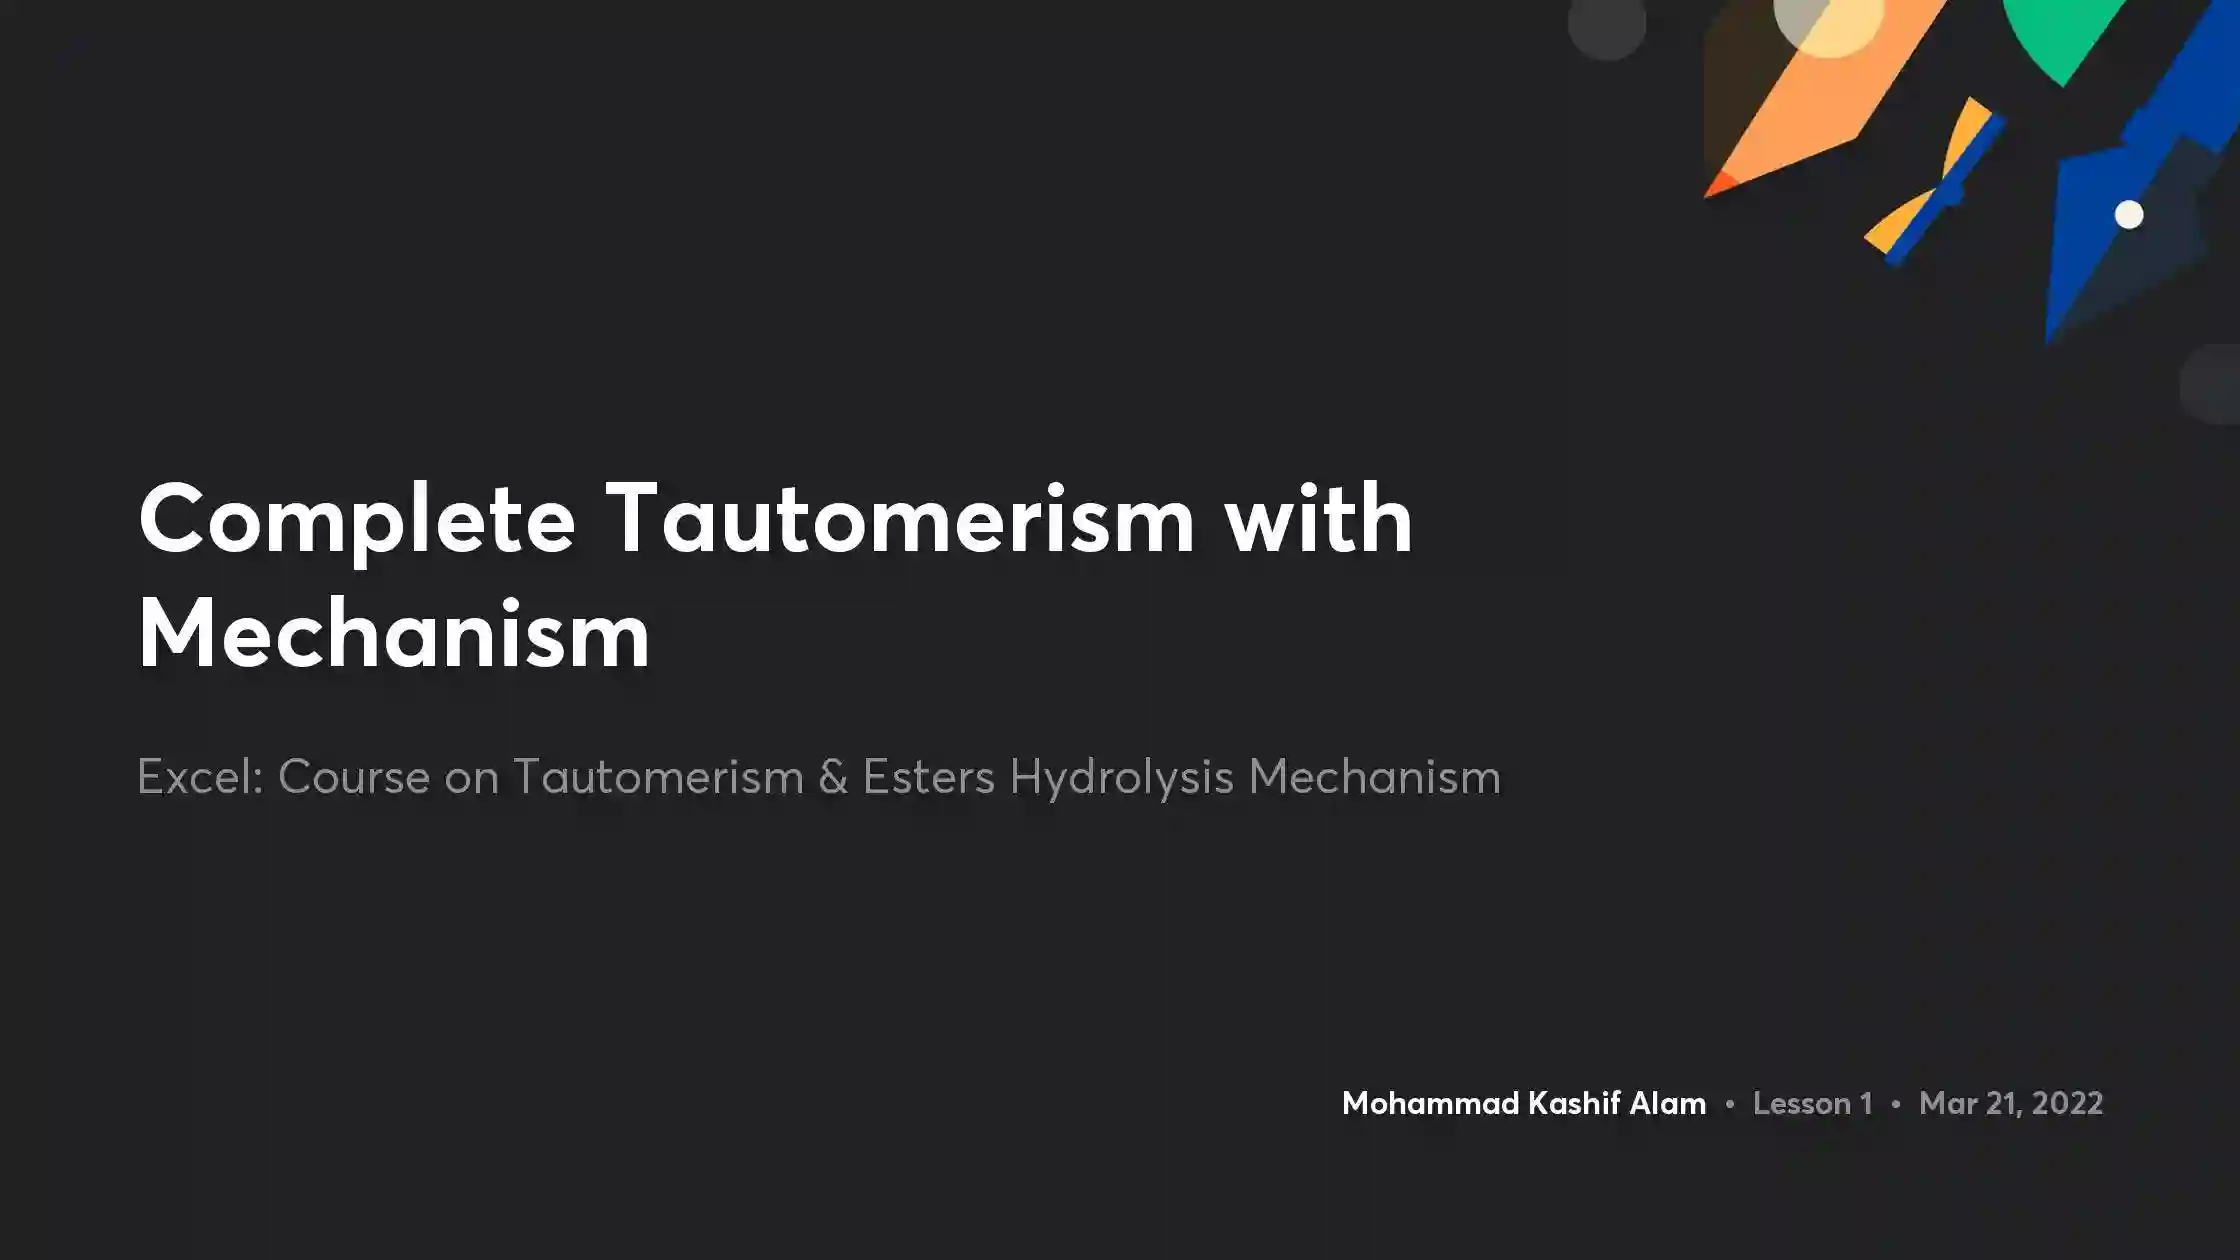 Complete Tautomerism with
Mechanism
Excel: Course on Tautomerism & Esters Hydrolysis Mechanism
Mohammad Kashif Alam • Lesson 1 • Mar 21, 2022